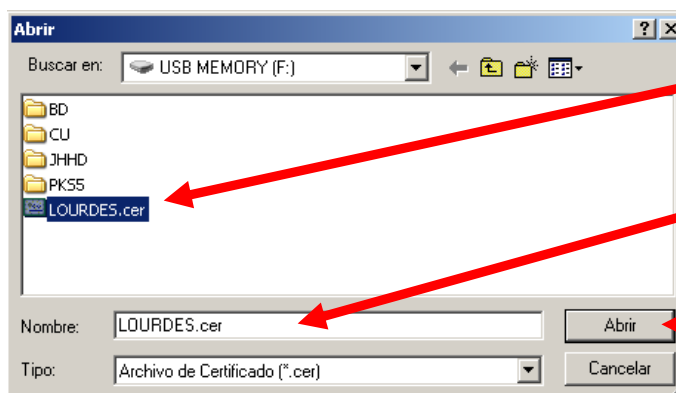 Abrir
Buscar en: USB MEMORY (F:)
BD
CU
JHHD
PKS5
LOURDES.cer
Nombre: LOURDES.cer Abrir
Tipo: Archivo de Certificado (*.cer) Cancelar